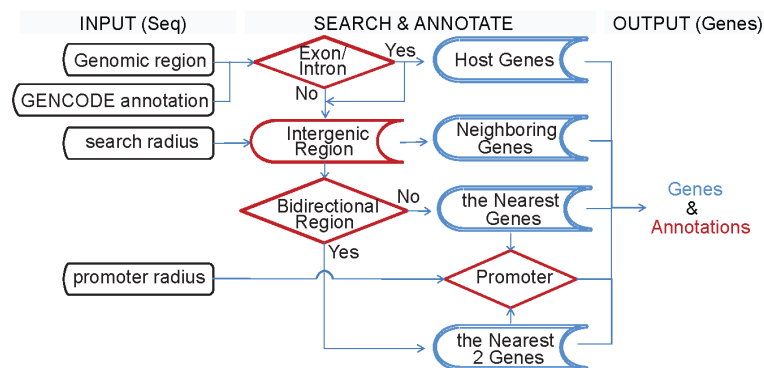 INPUT (Seq)
SEARCH & ANNOTATE
OUTPUT (Genes)
Genomic region
Exon/
Intron
Yes
Host Genes
No
GENCODE annotation
search radius
Intergenic
Region
Neighboring
Genes
Bidirectional
Region
No
the Nearest
Genes
Yes
Genes
&
Annotations
promoter radius
Promoter
the Nearest
2 Genes